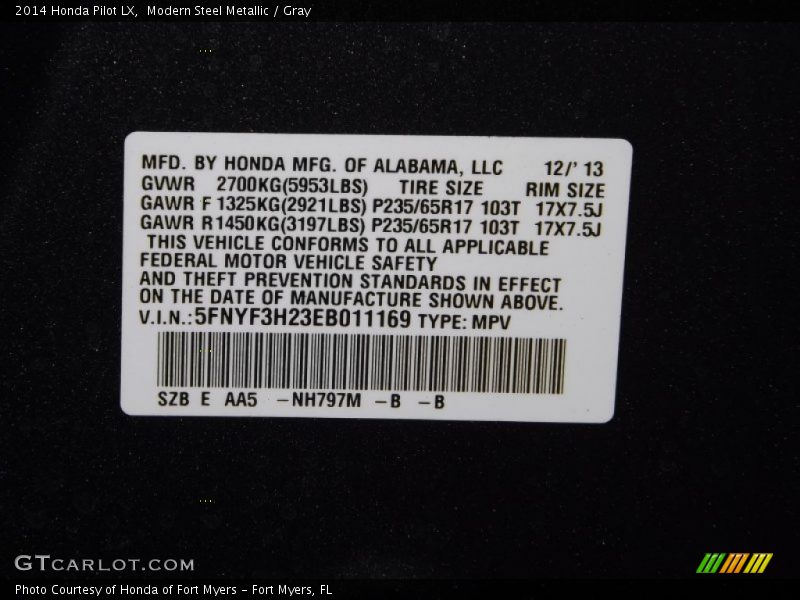 2014 Honda Pilot LX,  Modern Steel Metallic / Gray
MFD. BY HONDA MFG. OF ALABAMA, LLC 12/' 13
GVWR 2700KG(5953LBS) TIRE SIZE RIM SIZE
GAWR F 1325KG(2921LBS) P235/65R17 103T 17X7.5J
GAWR R1450KG(3197LBS) P235/65R17 103T 17X7.5J
THIS VEHICLE CONFORMS TO ALL APPLICABLE
FEDERAL MOTOR VEHICLE SAFETY
AND THEFT PREVENTION STANDARDS IN EFFECT
ON THE DATE OF MANUFACTURE SHOWN ABOVE.
V.I.N.:5FNYF3H23EB011169 TYPE: MPV
SZB E AA5 -NH797M -B -B
GTCARLOT.COM
Photo Courtesy of Honda of Fort Myers - Fort Myers, FL